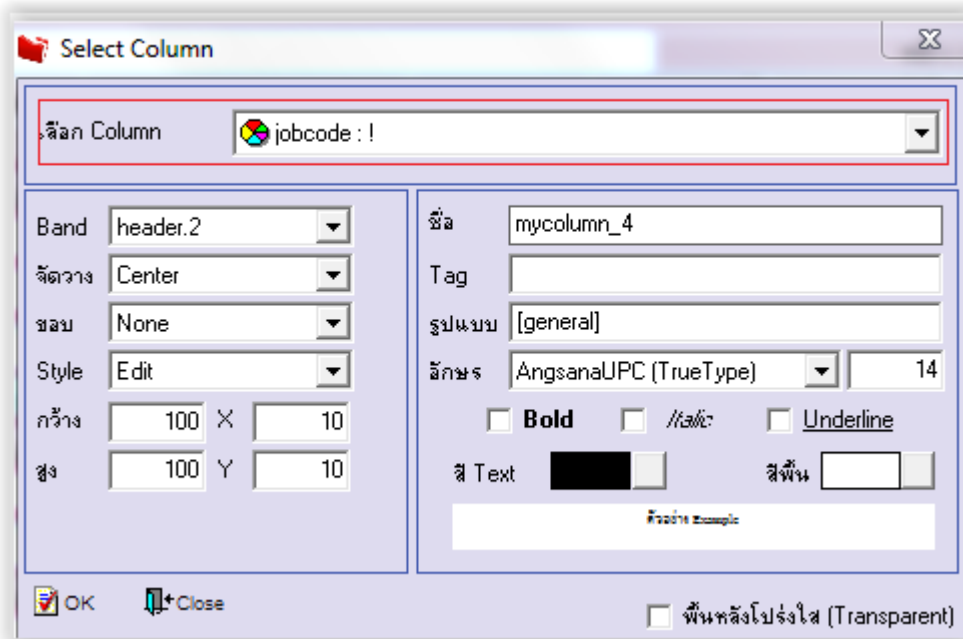 Select Column
เลือก Column jobcode : !
Band header.2
จัดวาง Center
ขอบ None
Style Edit
กว้าง 100 X 10
สูง 100 Y 10
ชื่อ mycolumn_4
Tag
รูปแบบ [general]
อักษร AngsanaUPC (TrueType) 14
Bold Italic Underline
สี Text สีพื้น
ตัวอย่าง Example
OK Close
พื้นหลังโปร่งใส (Transparent)